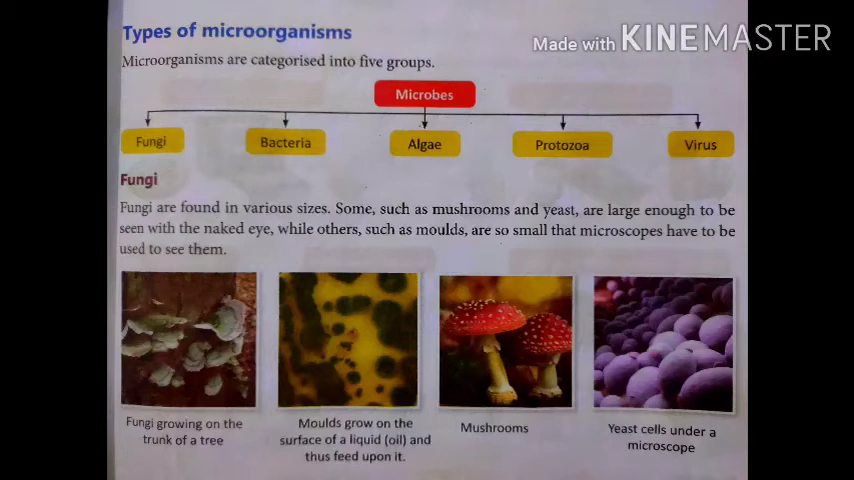 Types of microorganisms
Made with KINEMASTER
Microorganisms are categorised into five groups.
Microbes
Fungi
Bacteria
Algae
Protozoa
Virus
Fungi
Fungi are found in various sizes. Some, such as mushrooms and yeast, are large enough to be
seen with the naked eye, while others, such as moulds, are so small that microscopes have to be
used to see them.
Fungi growing on the
trunk of a tree
Moulds grow on the
surface of a liquid (oil) and
thus feed upon it.
Mushrooms
Yeast cells under a
microscope